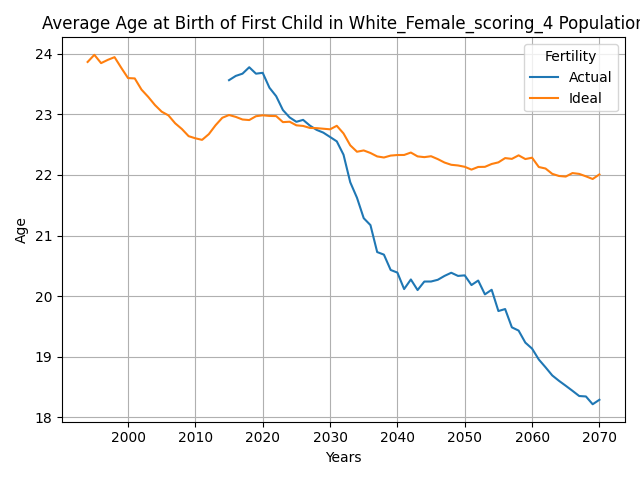 Average Age at Birth of First Child in White_Female_scoring_4 Population
Fertility
Actual
Ideal
24
23
22
21
20
19
18
Age
2000
2010
2020
2030
2040
2050
2060
2070
Years